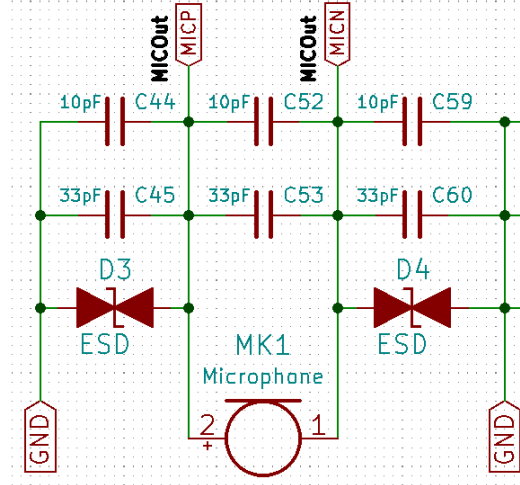 MICOut
MICP
MICOut
MICN
10pF C44
10pF C52
10pF C59
33pF C45
33pF C53
33pF C60
D3
ESD
D4
ESD
MK1
Microphone
2
+
1
GND
GND